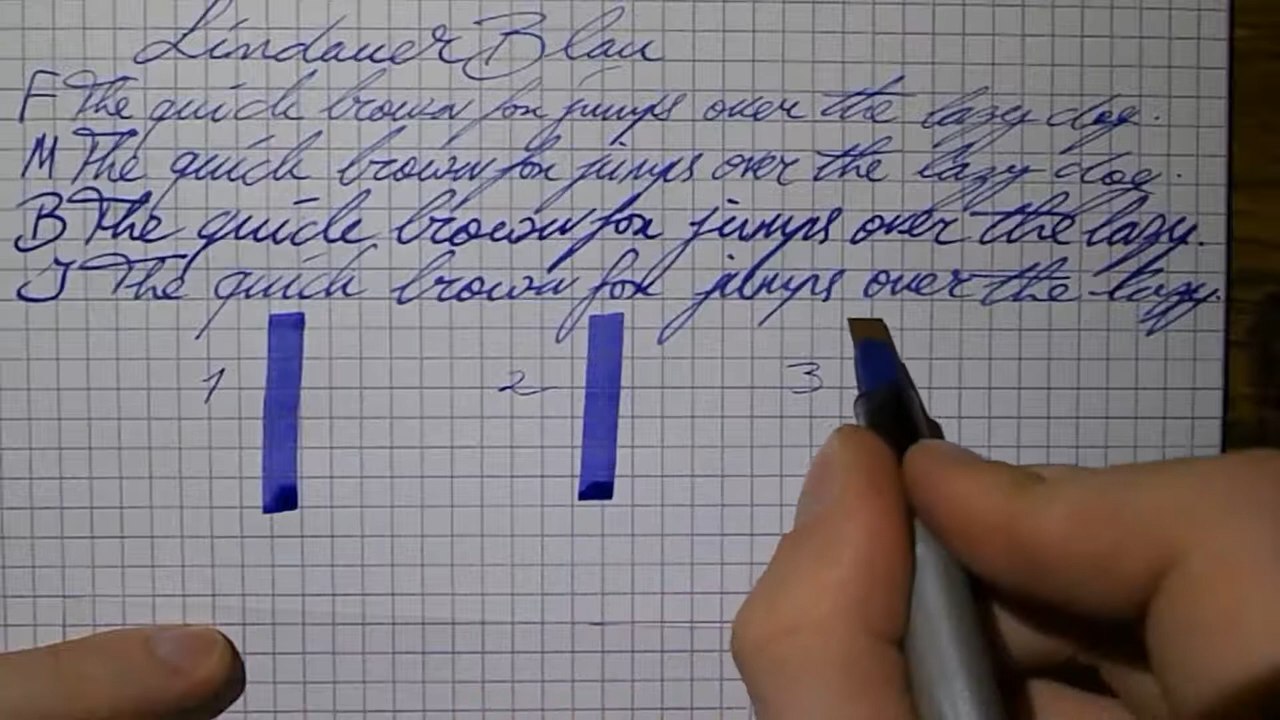 Lindauer Blau
F The quick brown fox jumps over the lazy dog.
M The quick brown fox jumps over the lazy dog.
B The quick brown fox jumps over the lazy.
J The quick brown fox jumps over the lazy.
1 2 3